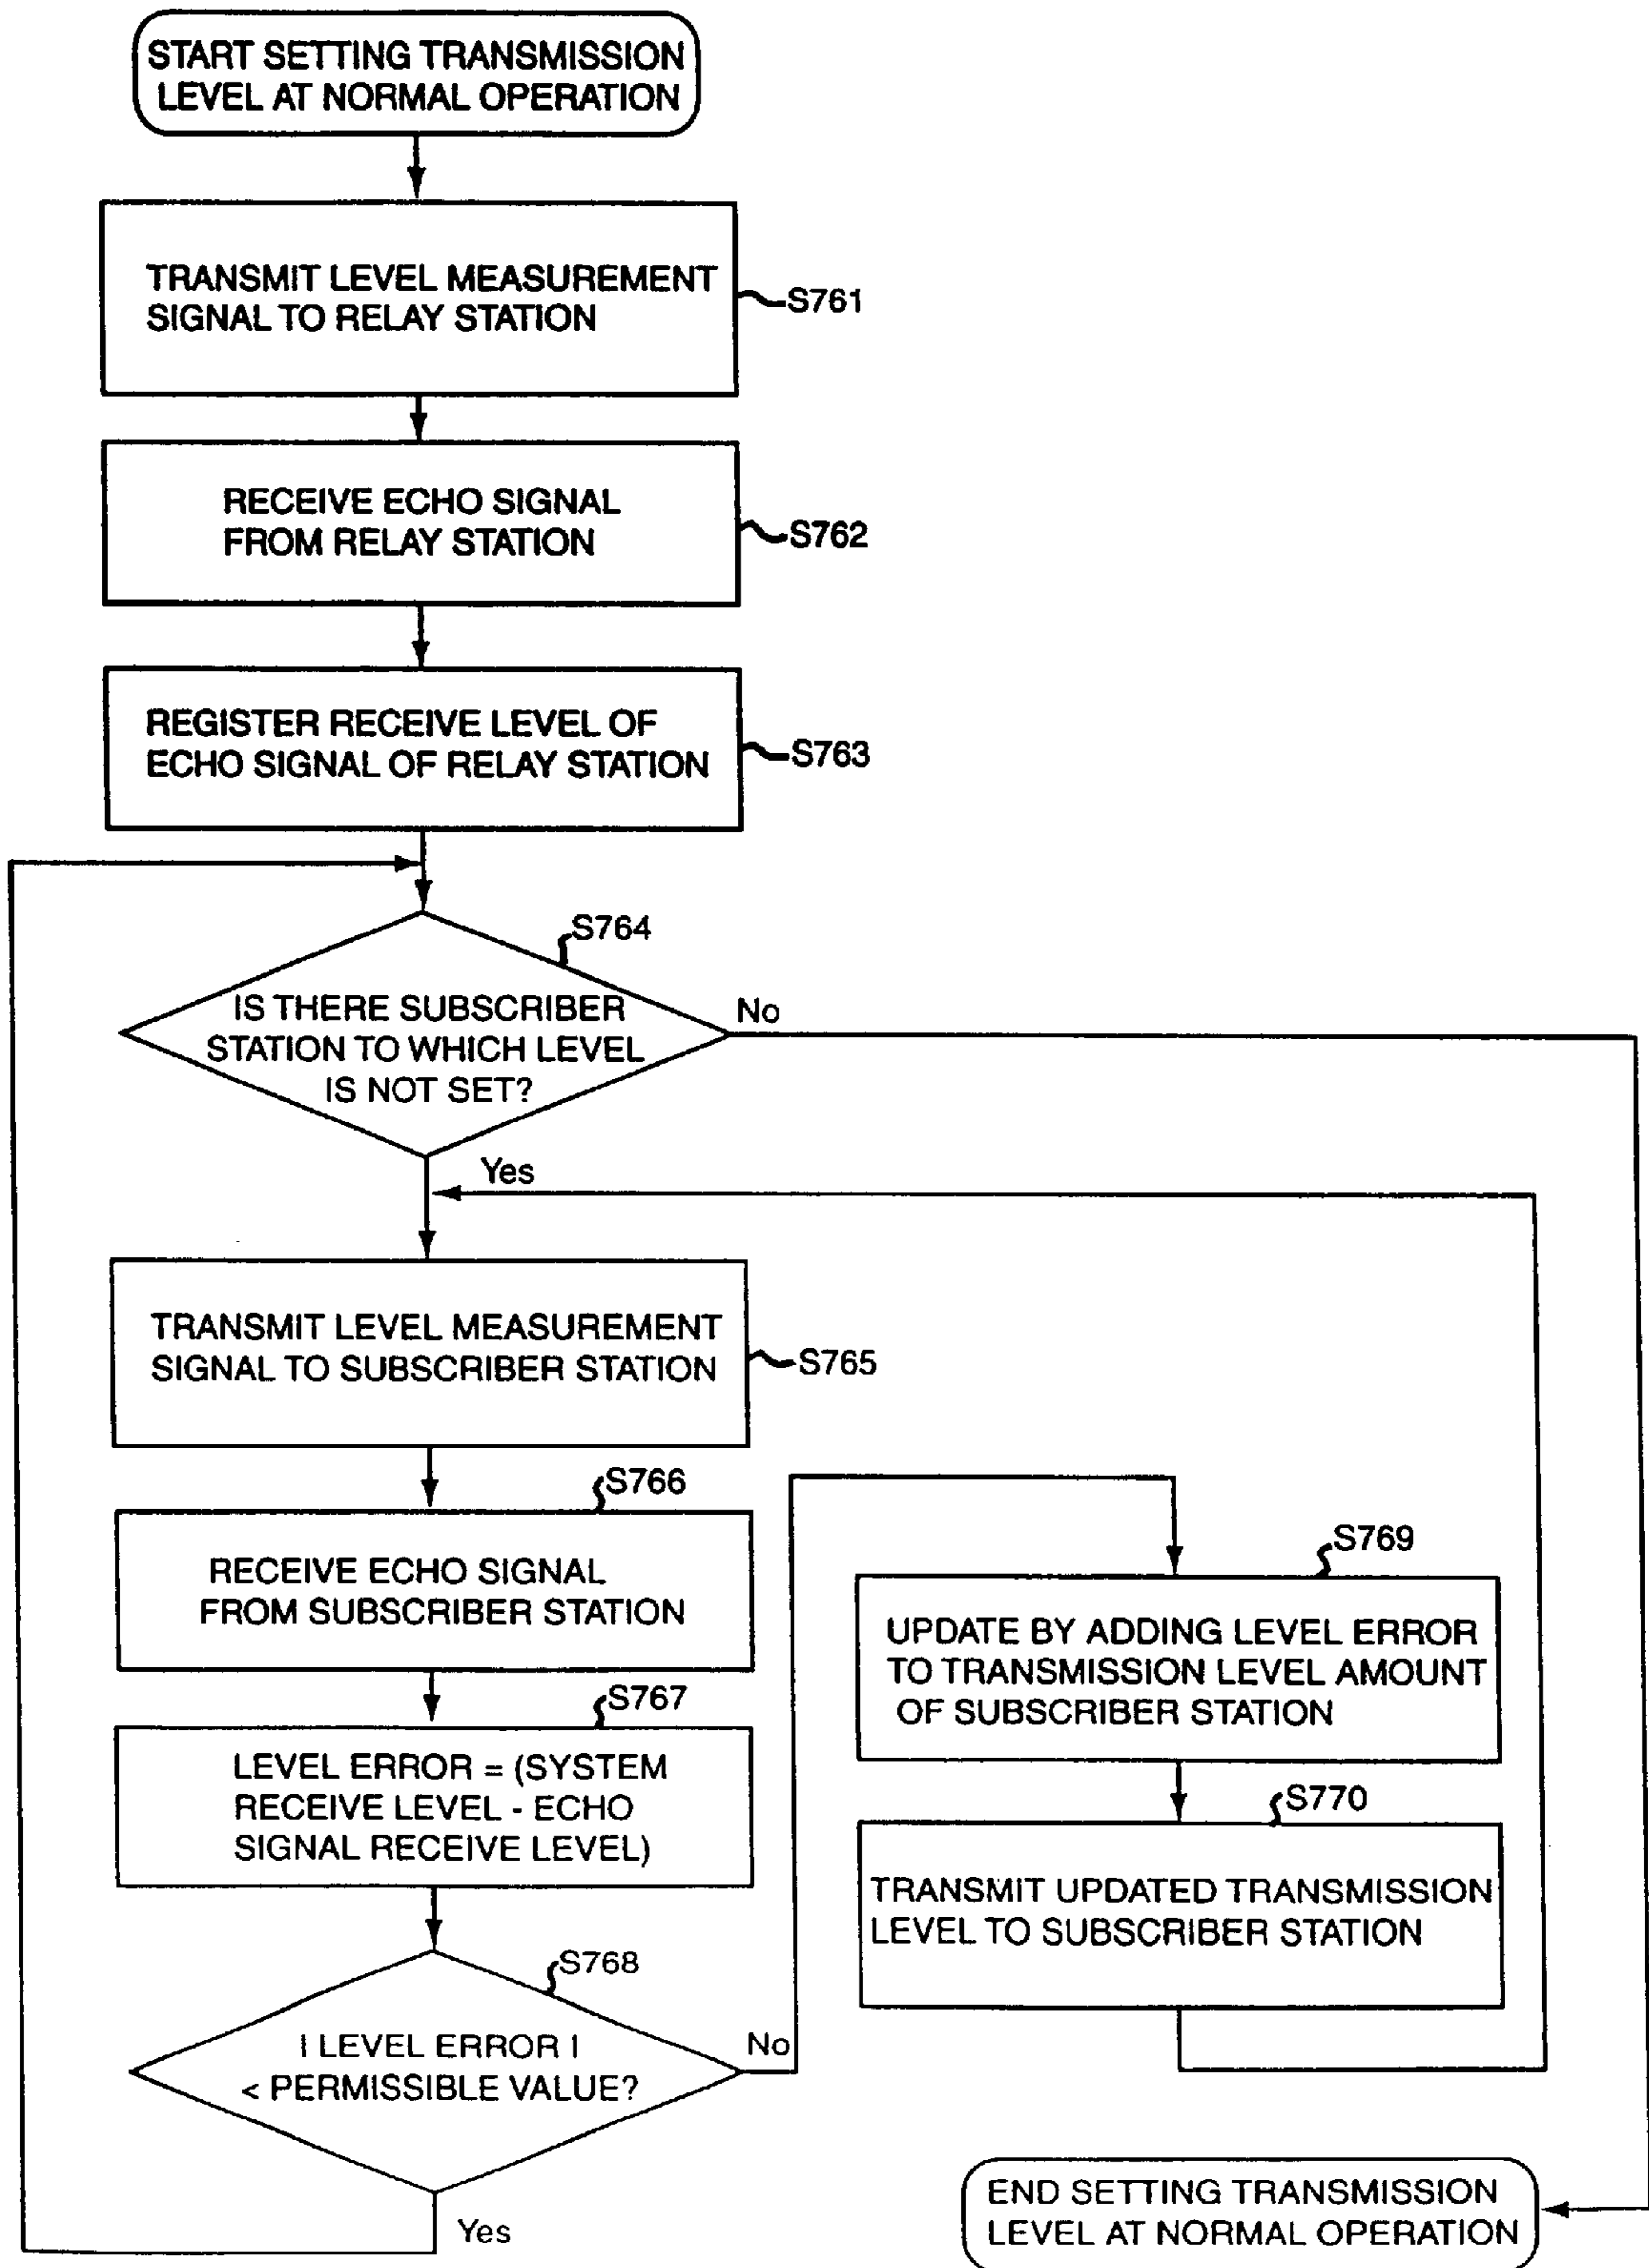 START SETTING TRANSMISSION
LEVEL AT NORMAL OPERATION
TRANSMIT LEVEL MEASUREMENT
SIGNAL TO RELAY STATION
S761
RECEIVE ECHO SIGNAL
FROM RELAY STATION
S762
REGISTER RECEIVE LEVEL OF
ECHO SIGNAL OF RELAY STATION
S763
S764
IS THERE SUBSCRIBER
STATION TO WHICH LEVEL
IS NOT SET?
No
Yes
TRANSMIT LEVEL MEASUREMENT
SIGNAL TO SUBSCRIBER STATION
S765
S766
RECEIVE ECHO SIGNAL
FROM SUBSCRIBER STATION
S767
LEVEL ERROR = (SYSTEM
RECEIVE LEVEL - ECHO
SIGNAL RECEIVE LEVEL)
S768
I LEVEL ERROR I
< PERMISSIBLE VALUE?
No
Yes
S769
UPDATE BY ADDING LEVEL ERROR
TO TRANSMISSION LEVEL AMOUNT
OF SUBSCRIBER STATION
S770
TRANSMIT UPDATED TRANSMISSION
LEVEL TO SUBSCRIBER STATION
END SETTING TRANSMISSION
LEVEL AT NORMAL OPERATION